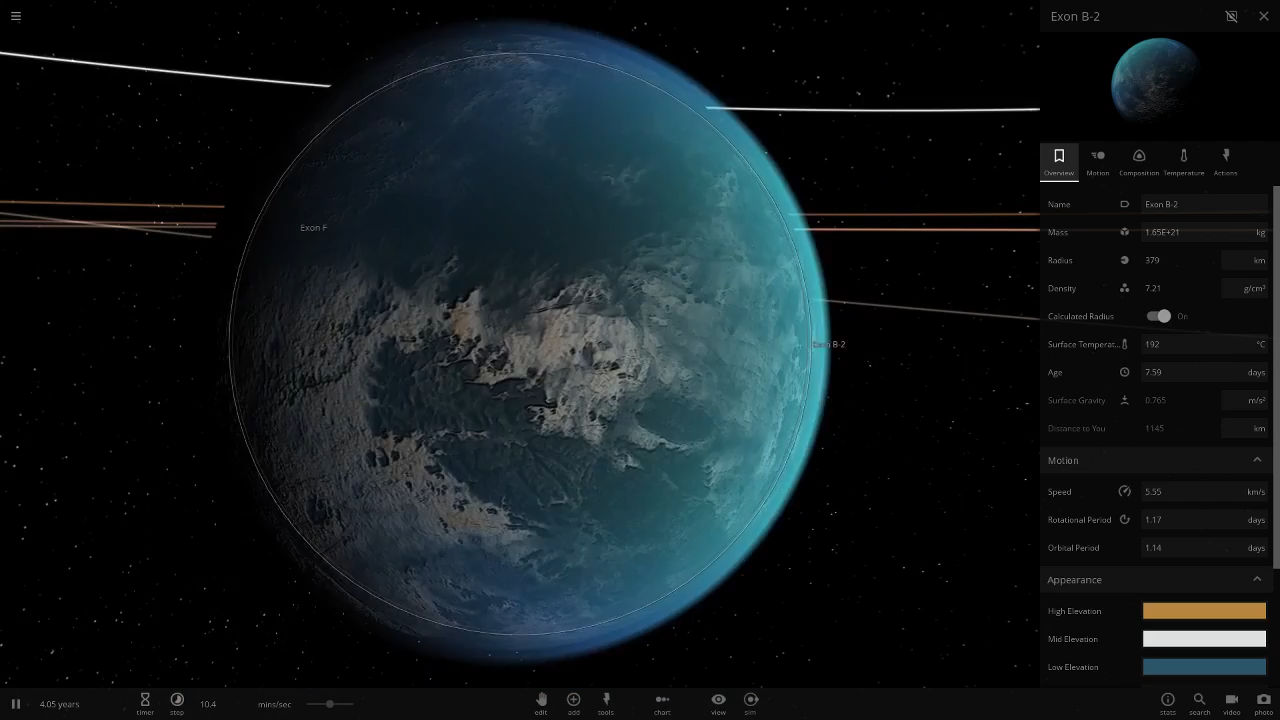 Exon B-2
Overview Motion Composition Temperature Actions
Name Exon B-2
Mass 1.65E+21 kg
Radius 379 km
Density 7.21 g/cm³
Calculated Radius On
Surface Temperat... 192 °C
Age 7.59 days
Surface Gravity 0.765 m/s²
Distance to You 1145 km
Motion
Speed 5.55 km/s
Rotational Period 1.17 days
Orbital Period 1.14 days
Appearance
High Elevation
Mid Elevation
Low Elevation
Exon F
Exon B-2
4.05 years timer step 10.4 mins/sec edit add tools chart view sim stats search video photo